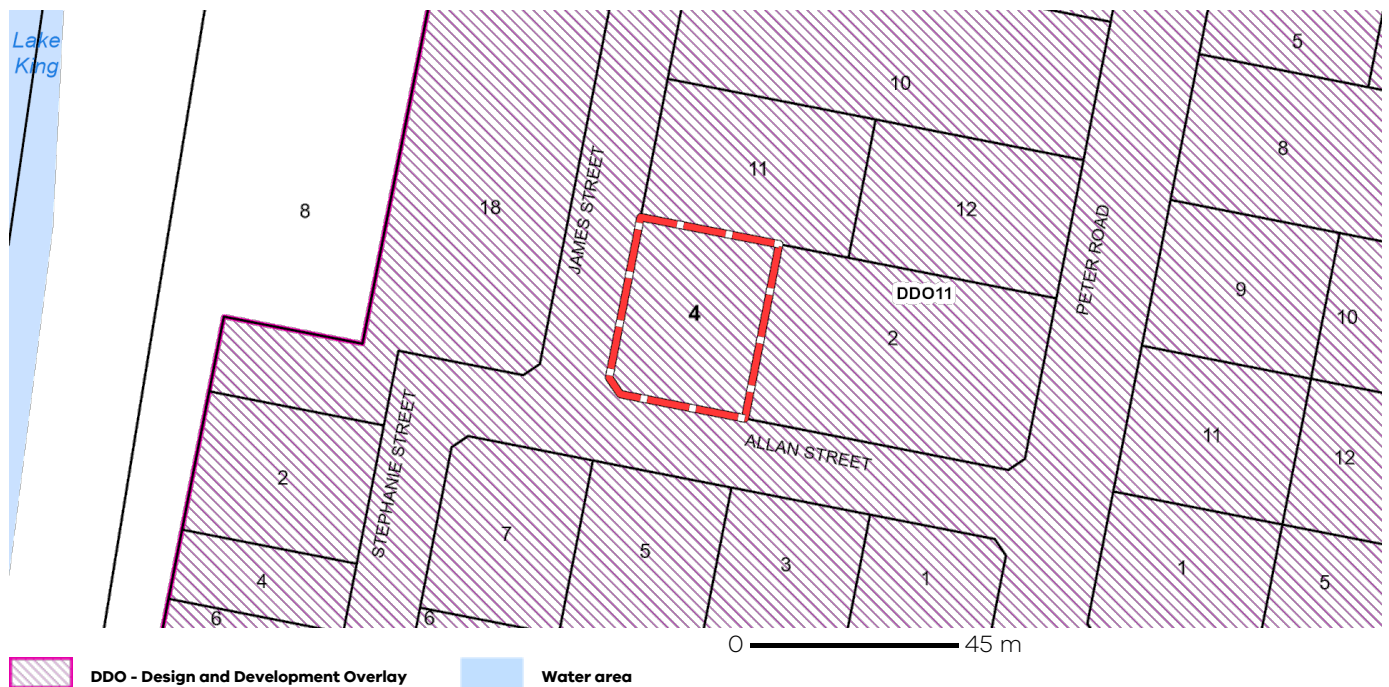 Lake
King
5
10
8
11
8
18
12
JAMES STREET
PETER ROAD
DDO11
9
4
10
2
STEPHANIE STREET
11
ALLAN STREET
12
2
7
5
3
1
1
4
5
6
6
0 45 m
DDO - Design and Development Overlay
Water area